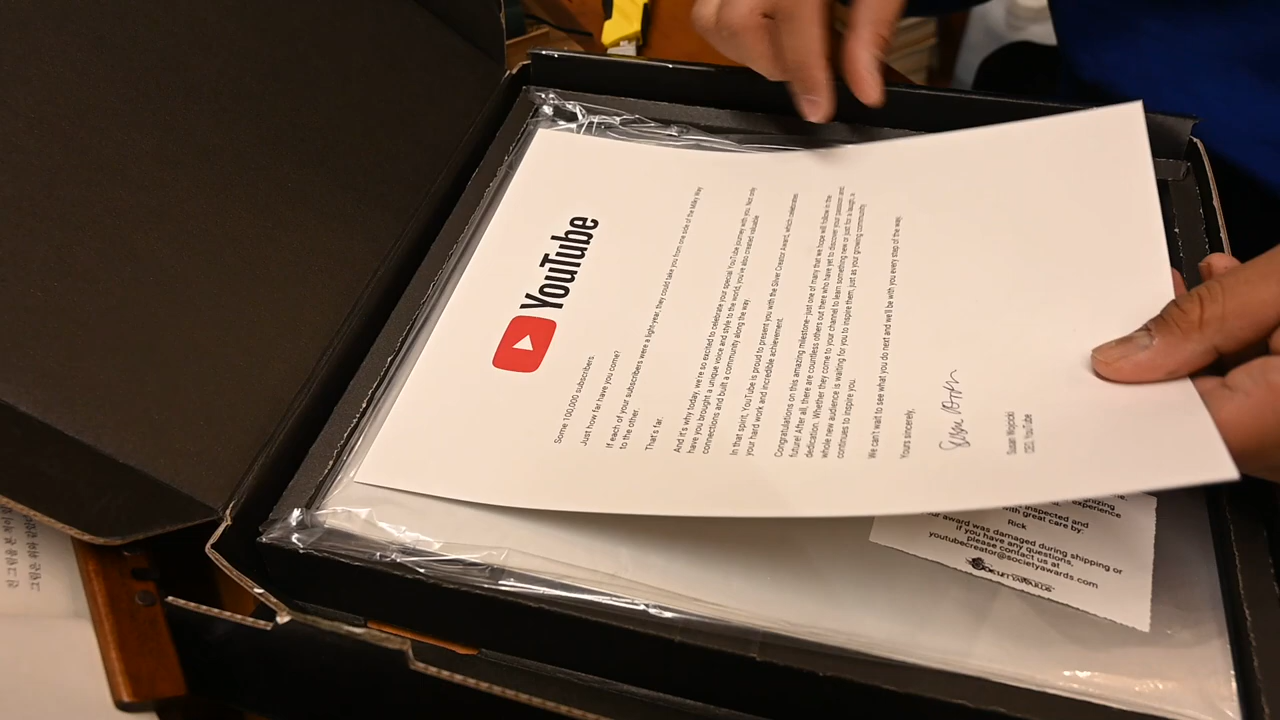 YouTube
Some 100,000 subscribers.
Just how far have you come?
If each of your subscribers were a light-year, they could take you from one side of the Milky Way
to the other.
That's far.
And it's why today, we're so excited to celebrate your special YouTube journey with you. Not only
have you brought a unique voice and style to the world, you've also created valuable
connections and built a community along the way.
In that spirit, YouTube is proud to present you with the Silver Creator Award, which celebrates
your hard work and incredible achievement.
Congratulations on this amazing milestone—just one of many that we hope will follow in the
future! After all, there are countless others out there who have yet to discover your passion and
dedication. Whether they come to your channel to learn something new or just for a laugh, a
whole new audience is waiting for you to inspire them, just as your growing community
continues to inspire you.
We can't wait to see what you do next and we'll be with you every step of the way.
Yours sincerely,
Susan Wojcicki
CEO, YouTube
experience
inspected and
with great care by:
Rick
award was damaged during shipping or
if you have any questions,
please contact us at
youtubecreator@societyawards.com
SOCIETY AWARDS